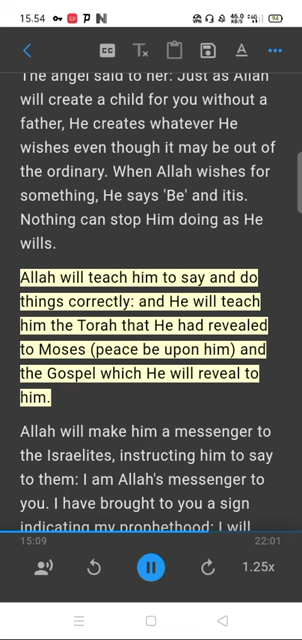 15.54
46.0 KB/S
94
CC
A
The angel said to her: Just as Allah
will create a child for you without a
father, He creates whatever He
wishes even though it may be out of
the ordinary. When Allah wishes for
something, He says 'Be' and itis.
Nothing can stop Him doing as He
wills.
Allah will teach him to say and do
things correctly: and He will teach
him the Torah that He had revealed
to Moses (peace be upon him) and
the Gospel which He will reveal to
him.
Allah will make him a messenger to
the Israelites, instructing him to say
to them: I am Allah's messenger to
you. I have brought to you a sign
indicating my prophethood: I will
15:09
22:01
1.25x